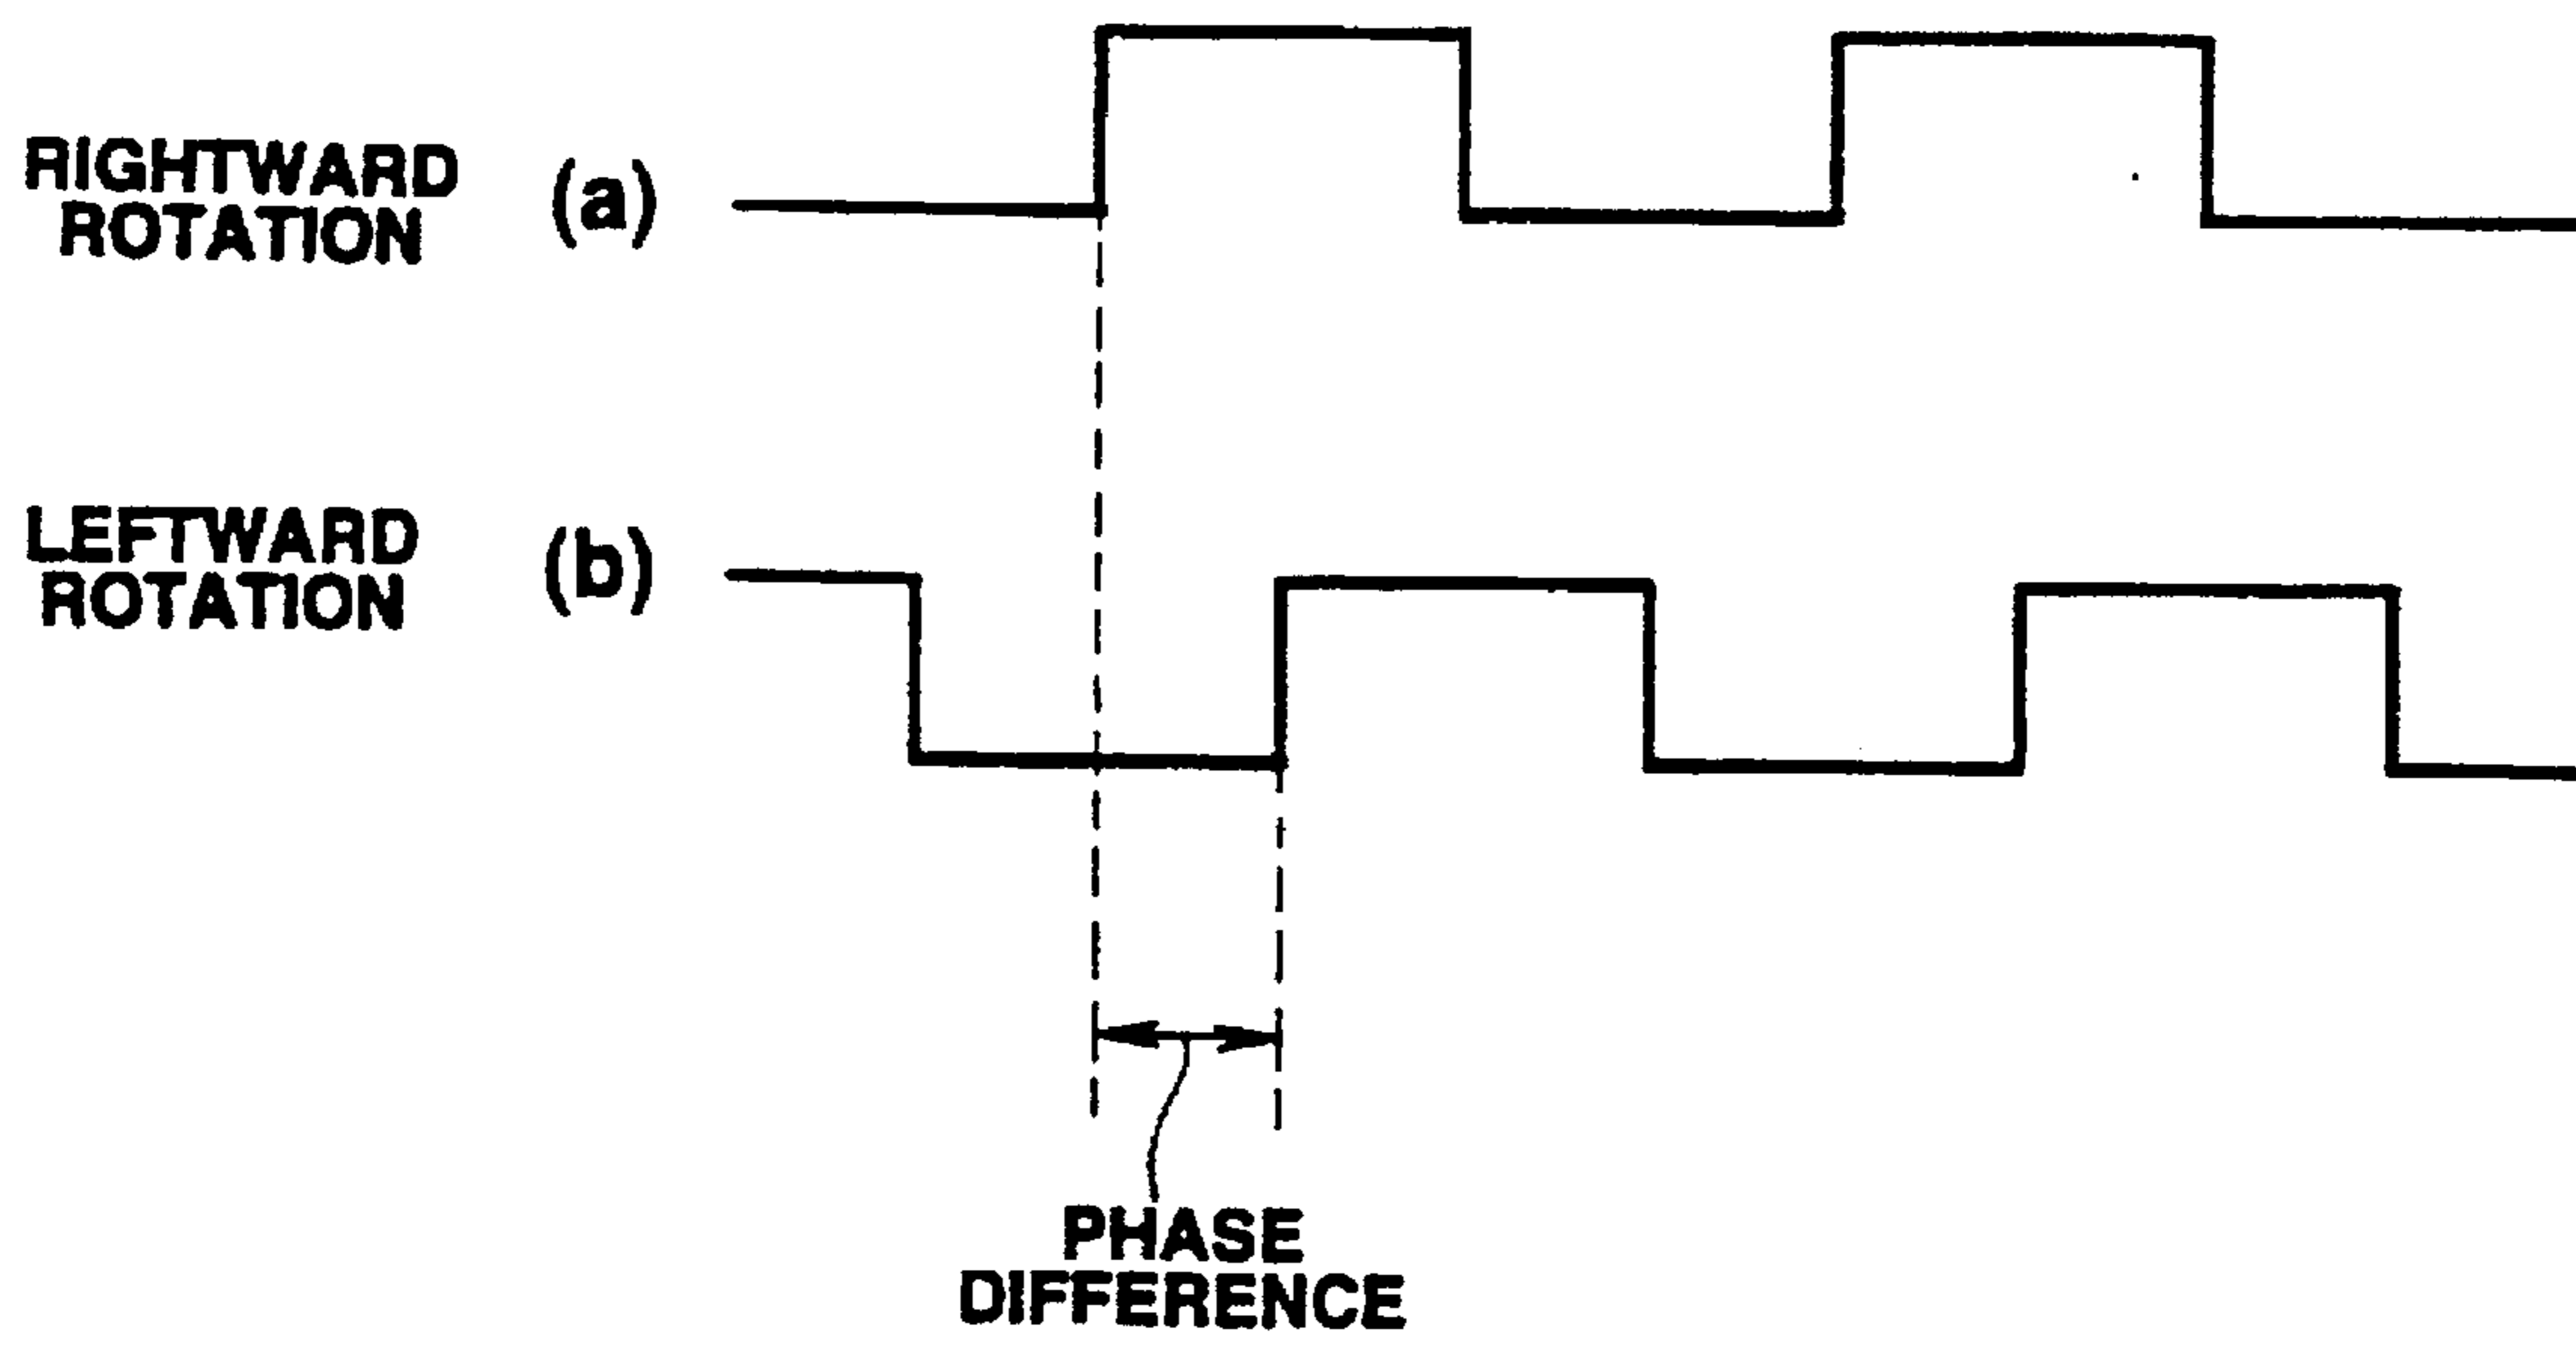 RIGHTWARD
ROTATION
(a)
LEFTWARD
ROTATION
(b)
PHASE
DIFFERENCE